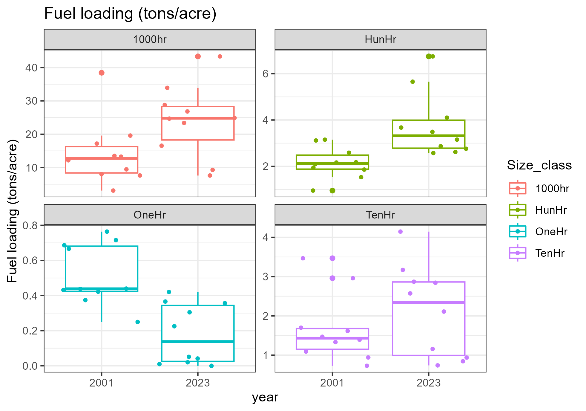 Fuel loading (tons/acre)
1000hr
HunHr
40
30
20
10
6
4
2
Fuel loading (tons/acre)
Size_class
1000hr
HunHr
OneHr
TenHr
OneHr
TenHr
0.8
0.6
0.4
0.2
0.0
4
3
2
1
2001
2023
2001
2023
year